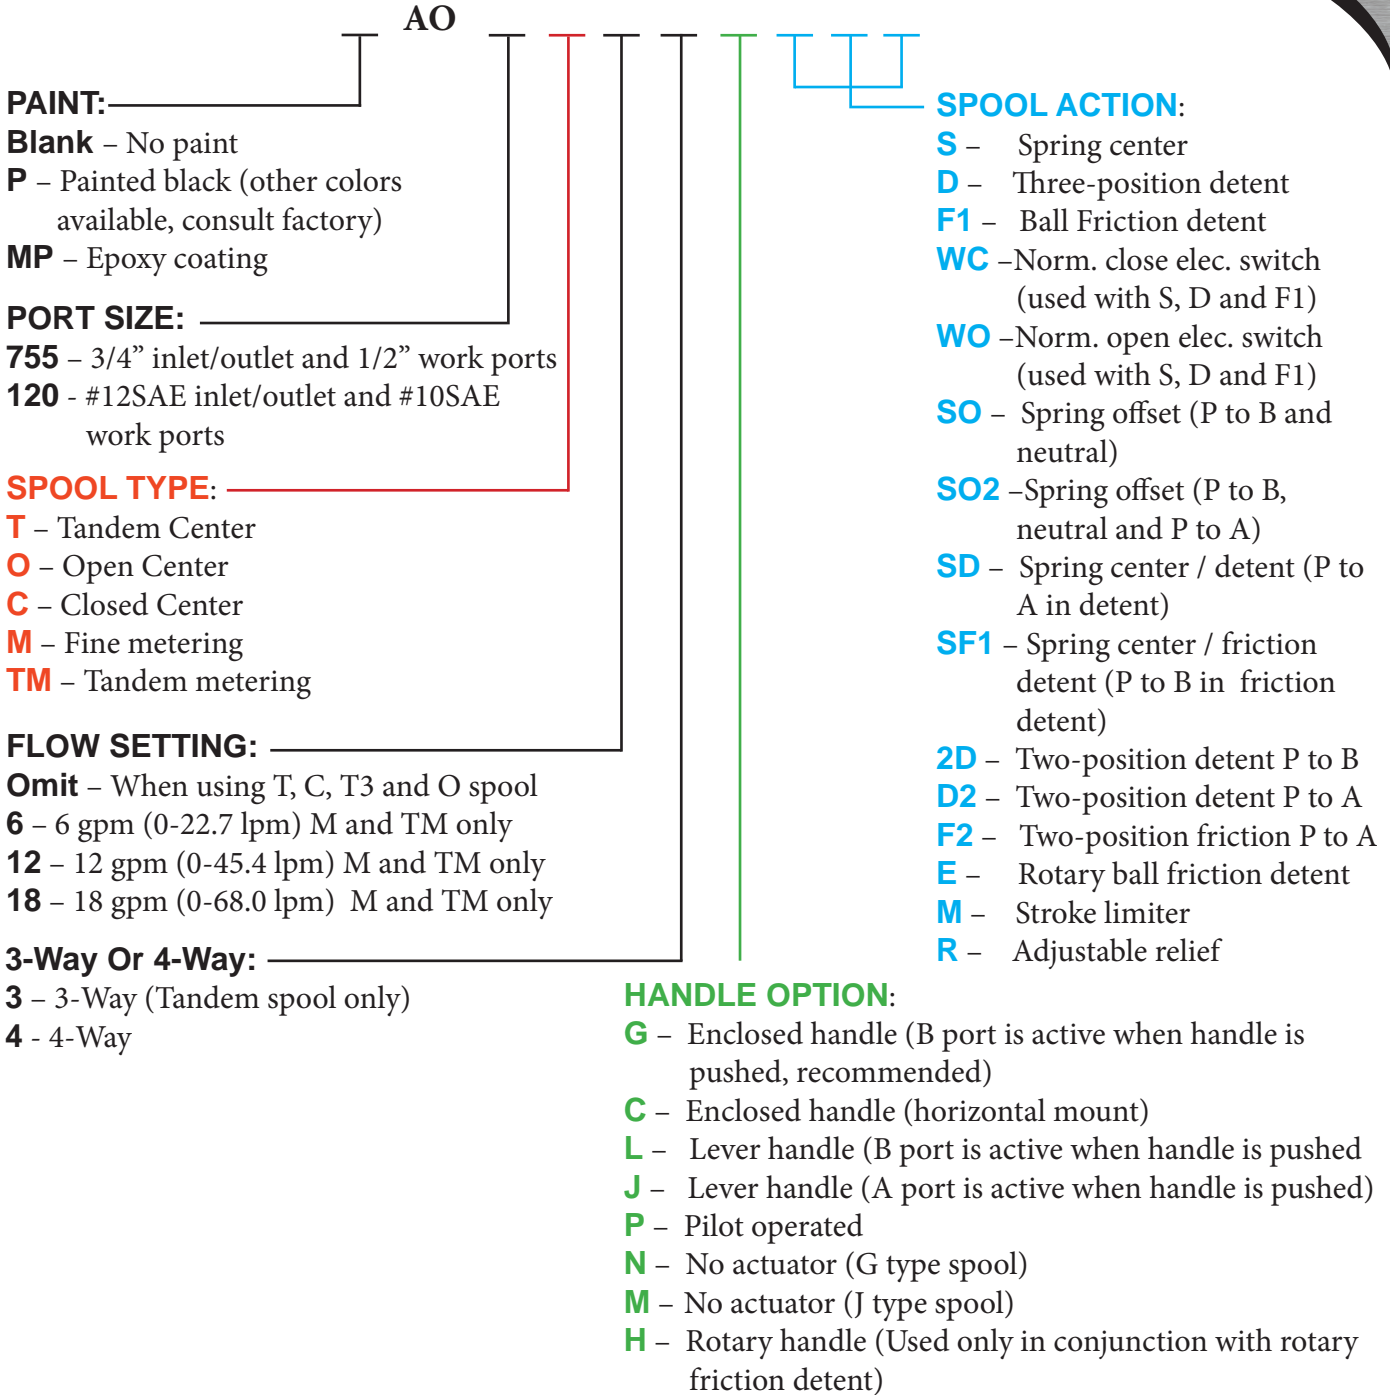 AO
PAINT:
Blank – No paint
P – Painted black (other colors
available, consult factory)
MP – Epoxy coating
PORT SIZE:
755 – 3/4” inlet/outlet and 1/2” work ports
120 - #12SAE inlet/outlet and #10SAE
work ports
SPOOL TYPE:
T – Tandem Center
O – Open Center
C – Closed Center
M – Fine metering
TM – Tandem metering
FLOW SETTING:
Omit – When using T, C, T3 and O spool
6 – 6 gpm (0-22.7 lpm) M and TM only
12 – 12 gpm (0-45.4 lpm) M and TM only
18 – 18 gpm (0-68.0 lpm) M and TM only
3-Way Or 4-Way:
3 – 3-Way (Tandem spool only)
4 - 4-Way
SPOOL ACTION:
S – Spring center
D – Three-position detent
F1 – Ball Friction detent
WC –Norm. close elec. switch
(used with S, D and F1)
WO –Norm. open elec. switch
(used with S, D and F1)
SO – Spring offset (P to B and
neutral)
SO2 –Spring offset (P to B,
neutral and P to A)
SD – Spring center / detent (P to
A in detent)
SF1 – Spring center / friction
detent (P to B in friction
detent)
2D – Two-position detent P to B
D2 – Two-position detent P to A
F2 – Two-position friction P to A
E – Rotary ball friction detent
M – Stroke limiter
R – Adjustable relief
HANDLE OPTION:
G – Enclosed handle (B port is active when handle is
pushed, recommended)
C – Enclosed handle (horizontal mount)
L – Lever handle (B port is active when handle is pushed
J – Lever handle (A port is active when handle is pushed)
P – Pilot operated
N – No actuator (G type spool)
M – No actuator (J type spool)
H – Rotary handle (Used only in conjunction with rotary
friction detent)